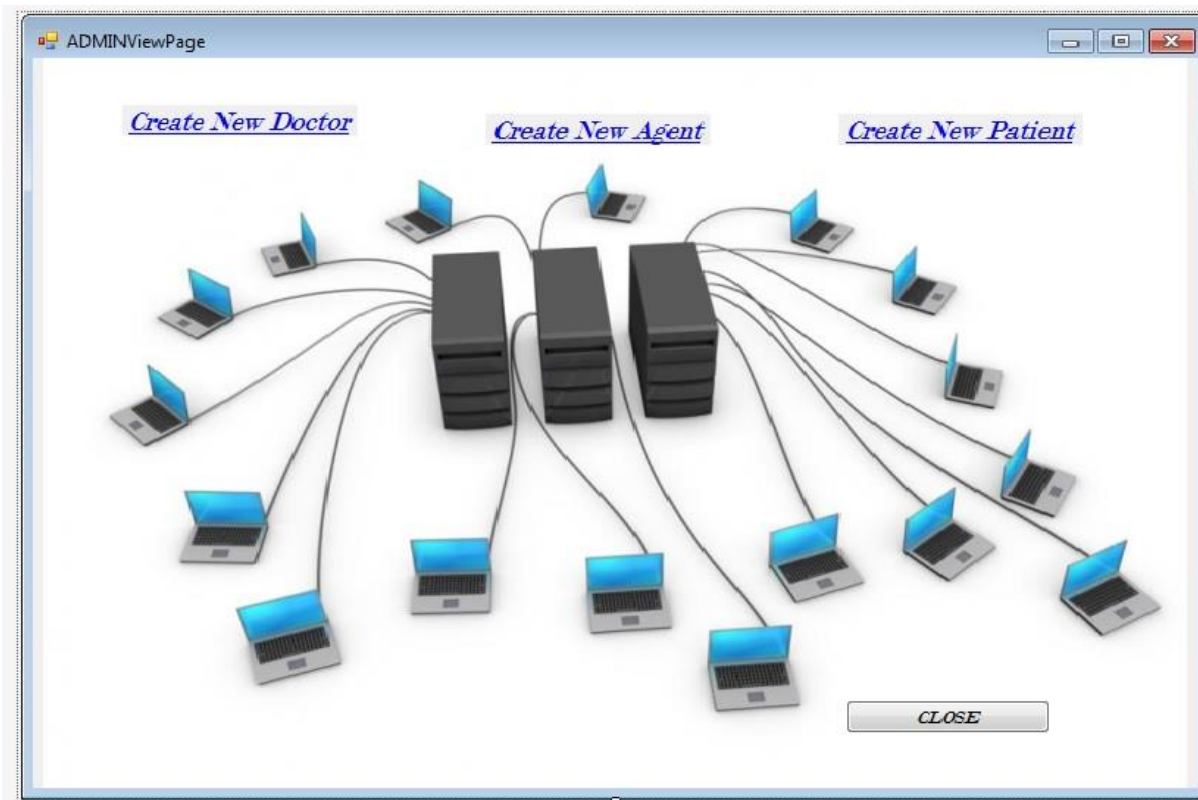 ADMINViewPage
Create New Doctor
Create New Agent
Create New Patient
CLOSE